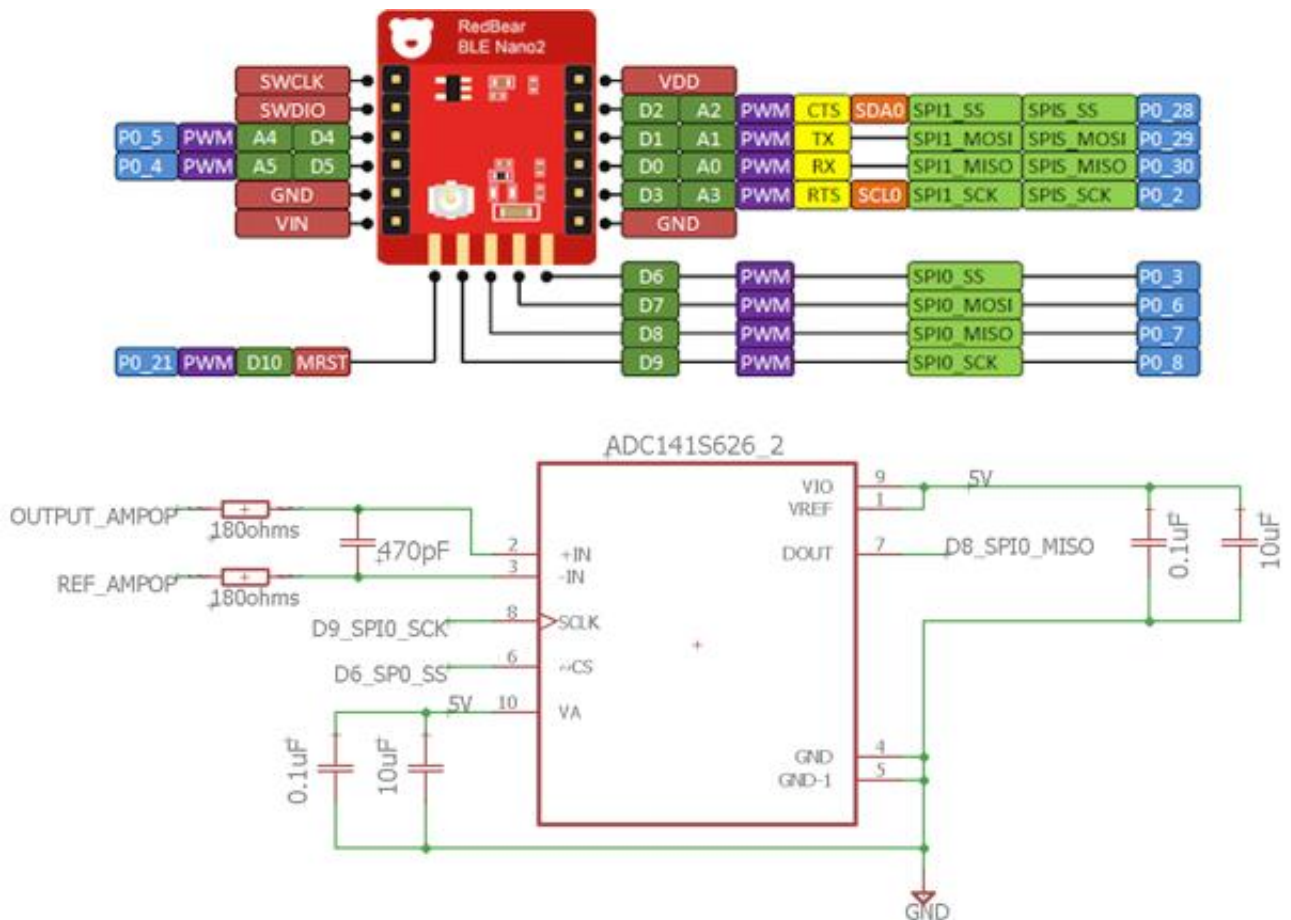 RedBear
BLE Nano2
SWCLK
SWDIO
P0_5 PWM A4 D4
P0_4 PWM A5 D5
GND
VIN
VDD
D2 A2 PWM CTS SDA0 SPI1_SS SPIS_SS P0_28
D1 A1 PWM TX SPI1_MOSI SPIS_MOSI P0_29
D0 A0 PWM RX SPI1_MISO SPIS_MISO P0_30
D3 A3 PWM RTS SCL0 SPI1_SCK SPIS_SCK P0_2
GND
D6 PWM SPI0_SS P0_3
D7 PWM SPI0_MOSI P0_6
D8 PWM SPI0_MISO P0_7
D9 PWM SPI0_SCK P0_8
P0_21 PWM D10 MRST
ADC141S626_2
OUTPUT_AMPOP
180ohms
470pF
REF_AMPOP
180ohms
2 +IN
3 -IN
D9_SPI0_SCK 8 SCLK
D6_SP0_SS 6 ~CS
5V 10 VA
0.1uF
10uF
VIO 9 5V
VREF 1
DOUT 7 D8_SPI0_MISO
0.1uF
10uF
GND 4
GND-1 5
GND